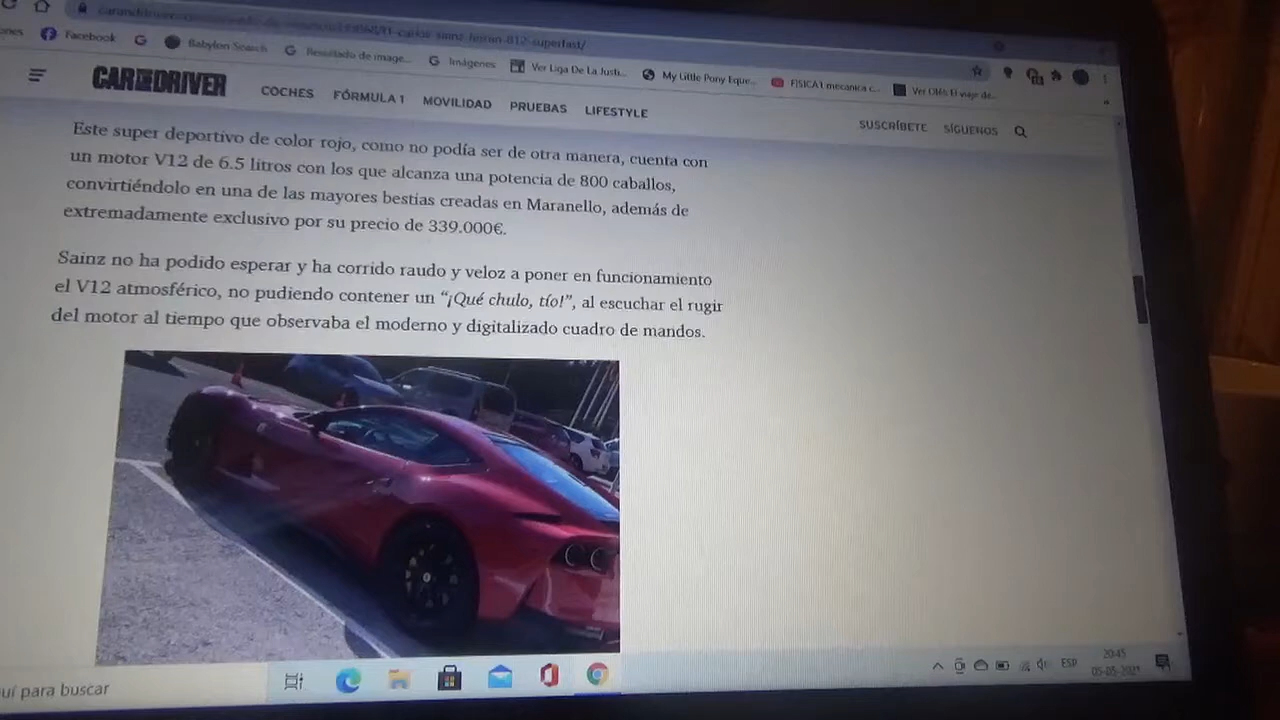 Facebook
Babylon Search
Resultado de image...
Imágenes
Ver Liga De La Justi...
My Little Pony Eque...
FISICA I mecánica c...
CAR AND DRIVER
COCHES FÓRMULA 1 MOVILIDAD PRUEBAS LIFESTYLE
SUSCRÍBETE SÍGUENOS
Este super deportivo de color rojo, como no podía ser de otra manera, cuenta con
un motor V12 de 6.5 litros con los que alcanza una potencia de 800 caballos,
convirtiéndolo en una de las mayores bestias creadas en Maranello, además de
extremadamente exclusivo por su precio de 339.000€.
Sainz no ha podido esperar y ha corrido raudo y veloz a poner en funcionamiento
el V12 atmosférico, no pudiendo contener un “¡Qué chulo, tío!”, al escuchar el rugir
del motor al tiempo que observaba el moderno y digitalizado cuadro de mandos.
uí para buscar
ESP
20:45
05-05-2021